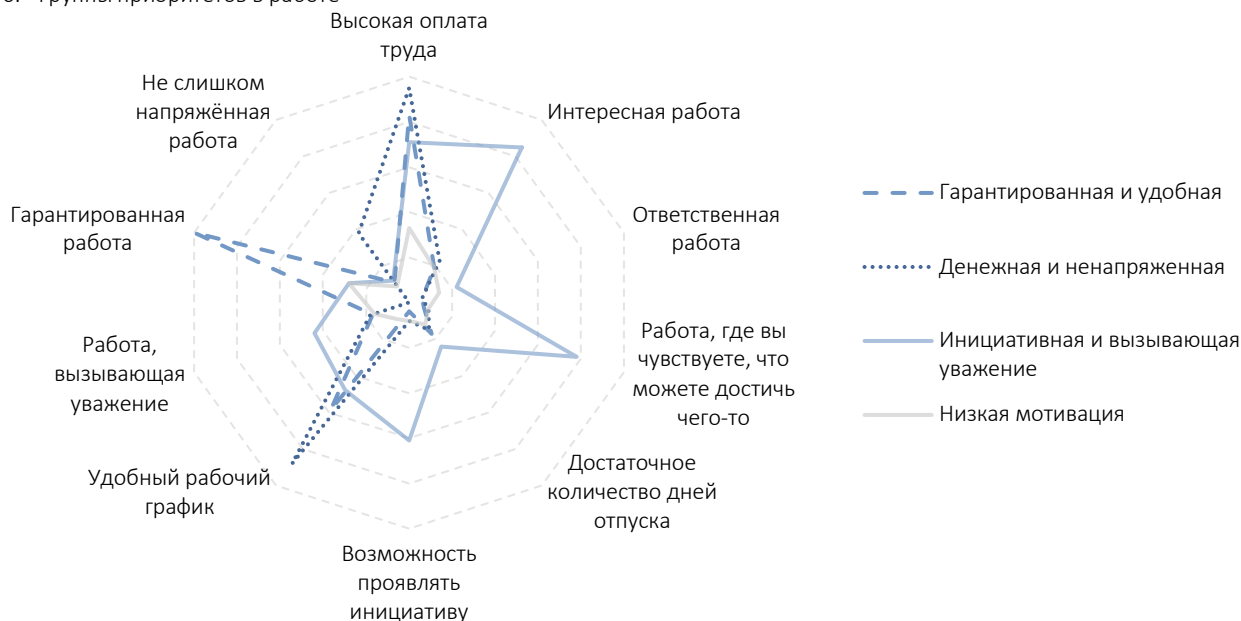 Высокая оплата
труда
Не слишком
напряжённая
работа
Интересная работа
Гарантированная
работа
Ответственная
работа
Гарантированная и удобная
Денежная и ненапряженная
Работа,
вызывающая
уважение
Работа, где вы
чувствуете, что
можете достичь
чего-то
Инициативная и вызывающая
уважение
Низкая мотивация
Удобный рабочий
график
Достаточное
количество дней
отпуска
Возможность
проявлять
инициативу